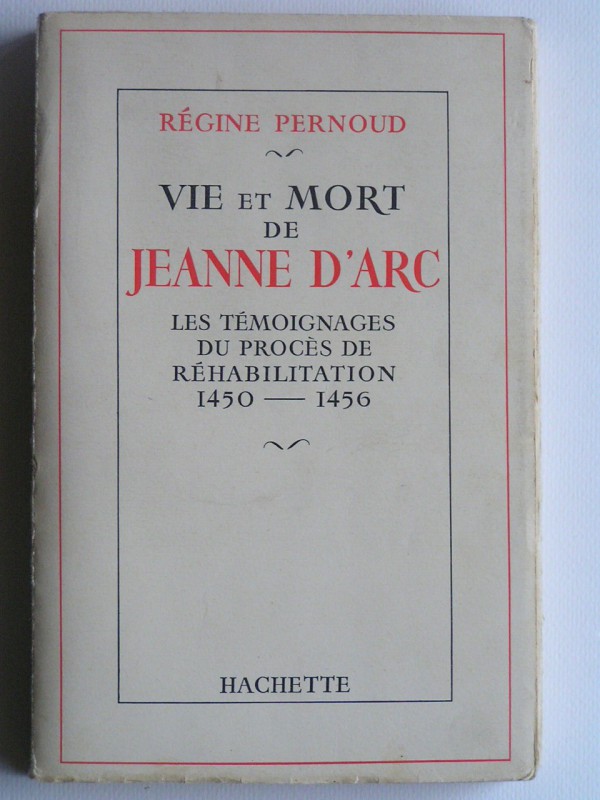 RÉGINE PERNOUD
VIE ET MORT
DE
JEANNE D'ARC
LES TÉMOIGNAGES
DU PROCÈS DE
RÉHABILITATION
1450 — 1456
HACHETTE